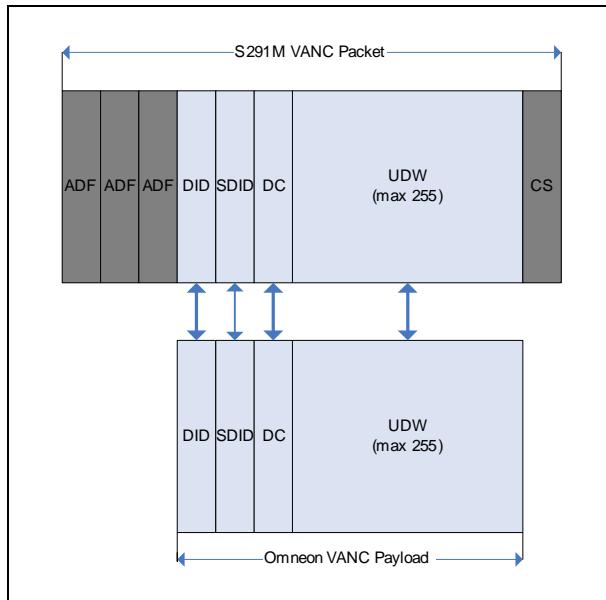 S291M VANC Packet
ADF ADF ADF DID SDID DC UDW
(max 255) CS
DID SDID DC UDW
(max 255)
Omneon VANC Payload